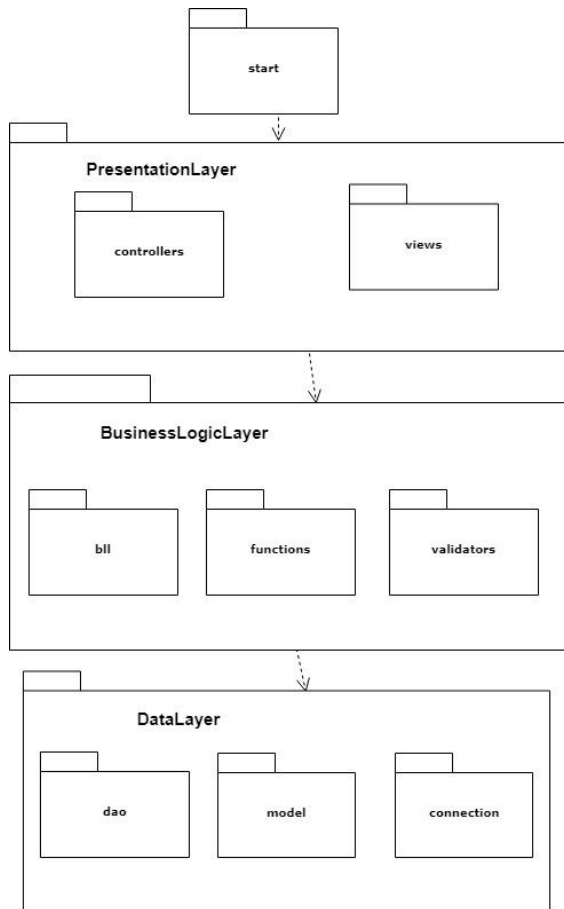 start
PresentationLayer
controllers
views
BusinessLogicLayer
bll
functions
validators
DataLayer
dao
model
connection